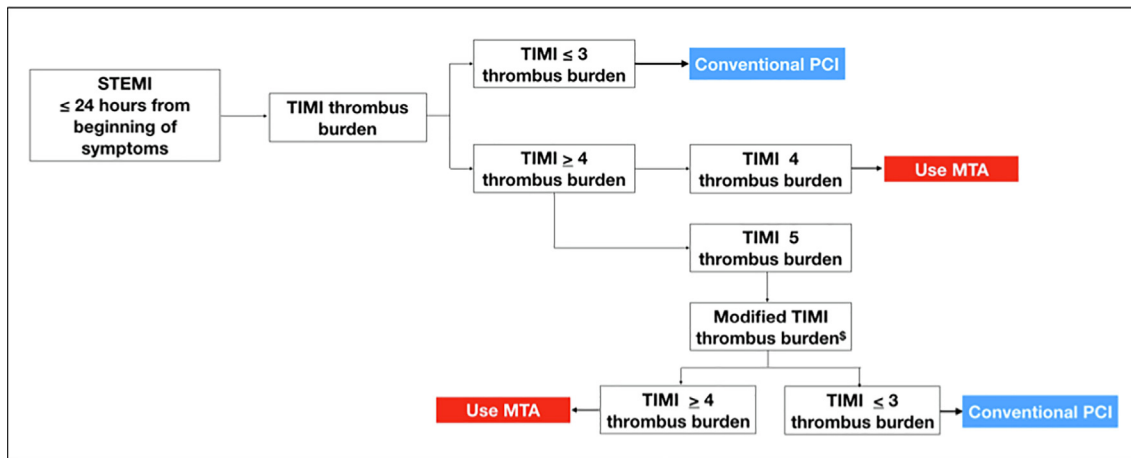 STEMI
≤ 24 hours from
beginning of
symptoms
TIMI thrombus
burden
TIMI ≤ 3
thrombus burden
Conventional PCI
TIMI ≥ 4
thrombus burden
TIMI 4
thrombus burden
Use MTA
TIMI 5
thrombus burden
Modified TIMI
thrombus burden$
Use MTA
TIMI ≥ 4
thrombus burden
TIMI ≤ 3
thrombus burden
Conventional PCI